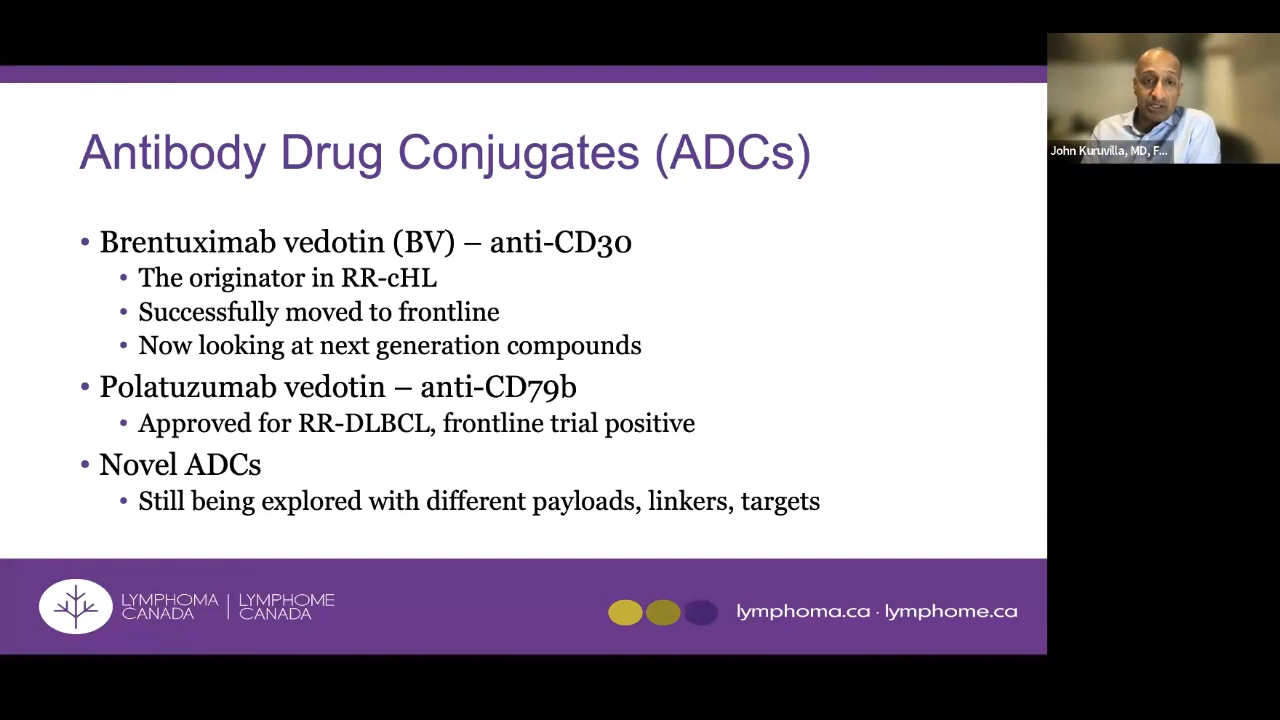 John Kuruvilla, MD, F...
Antibody Drug Conjugates (ADCs)
• Brentuximab vedotin (BV) – anti-CD30
• The originator in RR-cHL
• Successfully moved to frontline
• Now looking at next generation compounds
• Polatuzumab vedotin – anti-CD79b
• Approved for RR-DLBCL, frontline trial positive
• Novel ADCs
• Still being explored with different payloads, linkers, targets
LYMPHOMA | LYMPHOME
CANADA | CANADA
lymphoma.ca · lymphome.ca